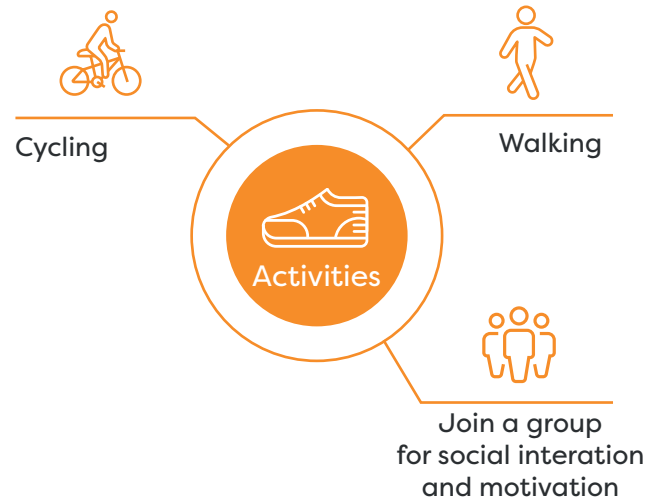 Cycling
Walking
Activities
Join a group
for social interation
and motivation